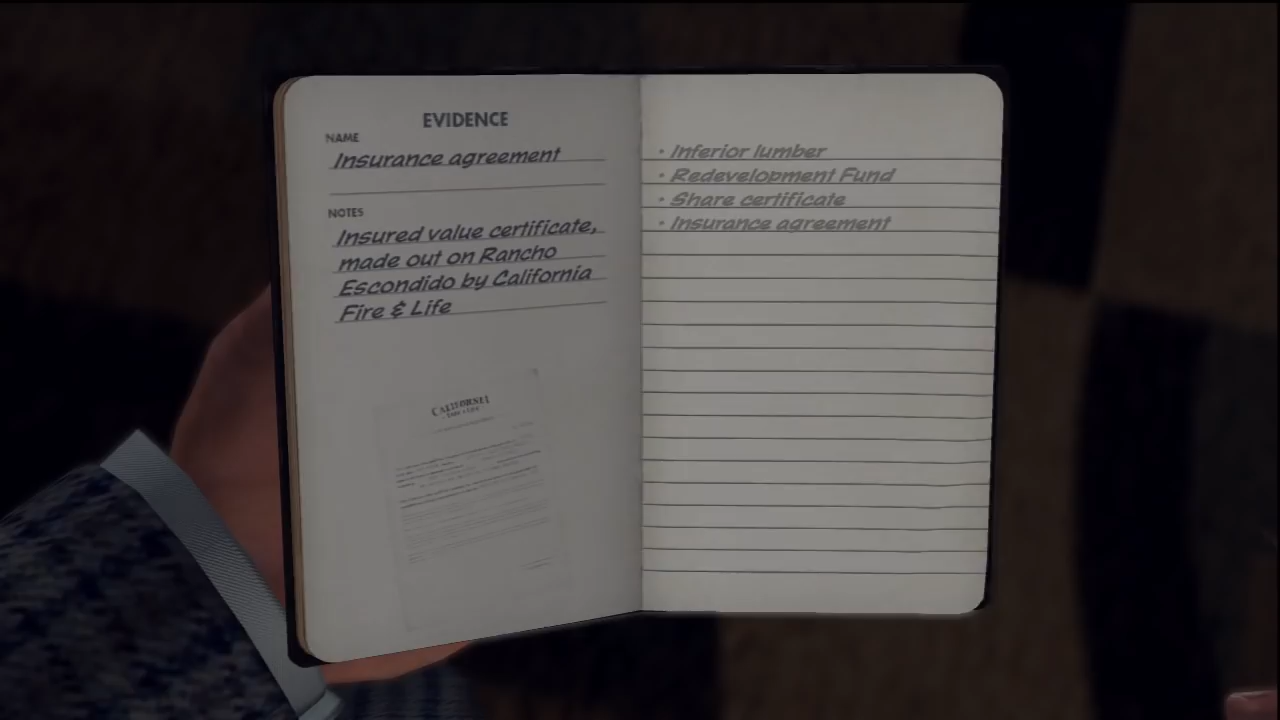 EVIDENCE
NAME
Insurance agreement
NOTES
Insured value certificate,
made out on Rancho
Escondido by California
Fire & Life
CALIFORNIA
• Inferior lumber
• Redevelopment Fund
• Share certificate
• Insurance agreement